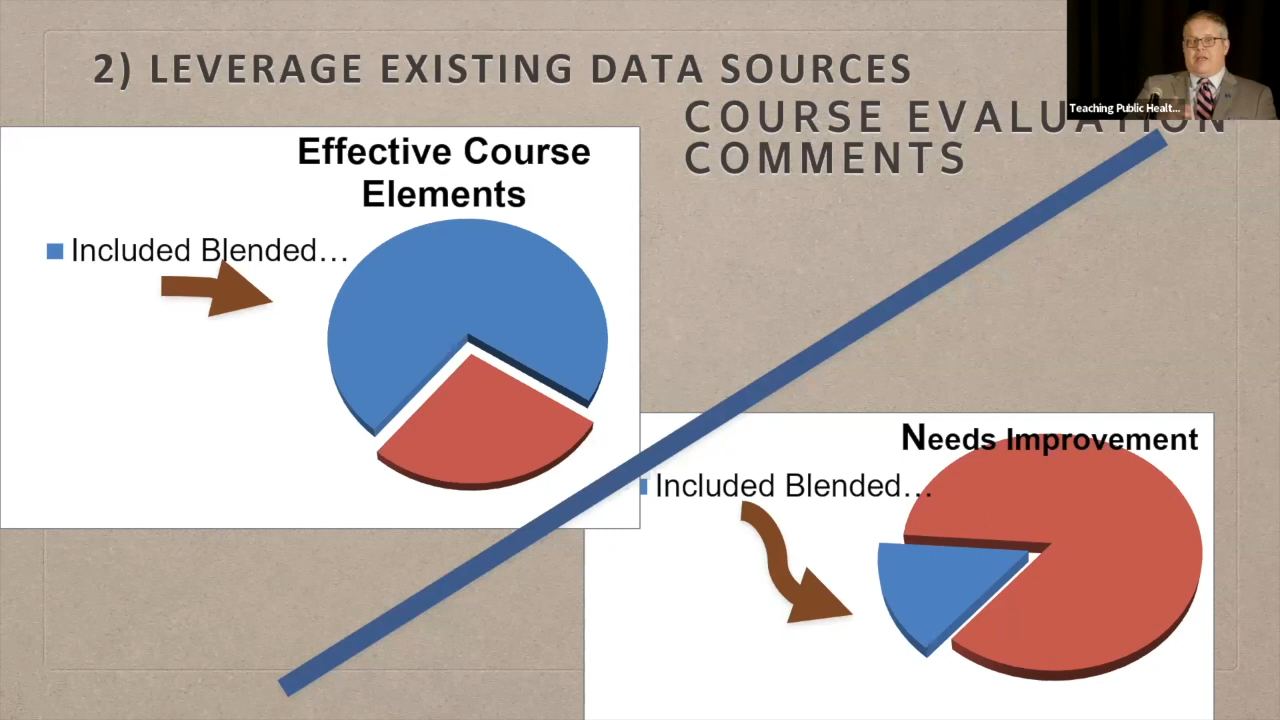 2) LEVERAGE EXISTING DATA SOURCES
COURSE EVALUATION
COMMENTS
Teaching Public Healt...
Effective Course
Elements
Included Blended…
Needs Improvement
Included Blended…